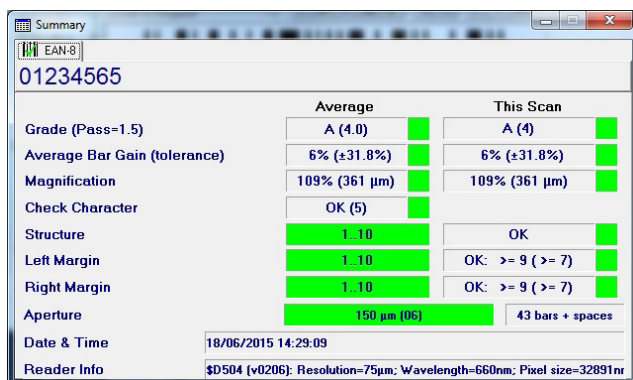 Summary
EAN-8
01234565
Average This Scan
Grade (Pass=1.5) A (4.0) A (4)
Average Bar Gain (tolerance) 6% (±31.8%) 6% (±31.8%)
Magnification 109% (361 µm) 109% (361 µm)
Check Character OK (5)
Structure 1..10 OK
Left Margin 1..10 OK: >= 9 ( >= 7)
Right Margin 1..10 OK: >= 9 ( >= 7)
Aperture 150 µm (06) 43 bars + spaces
Date & Time 18/06/2015 14:29:09
Reader Info $D504 (v0206): Resolution=75µm; Wavelength=660nm; Pixel size=32891nm